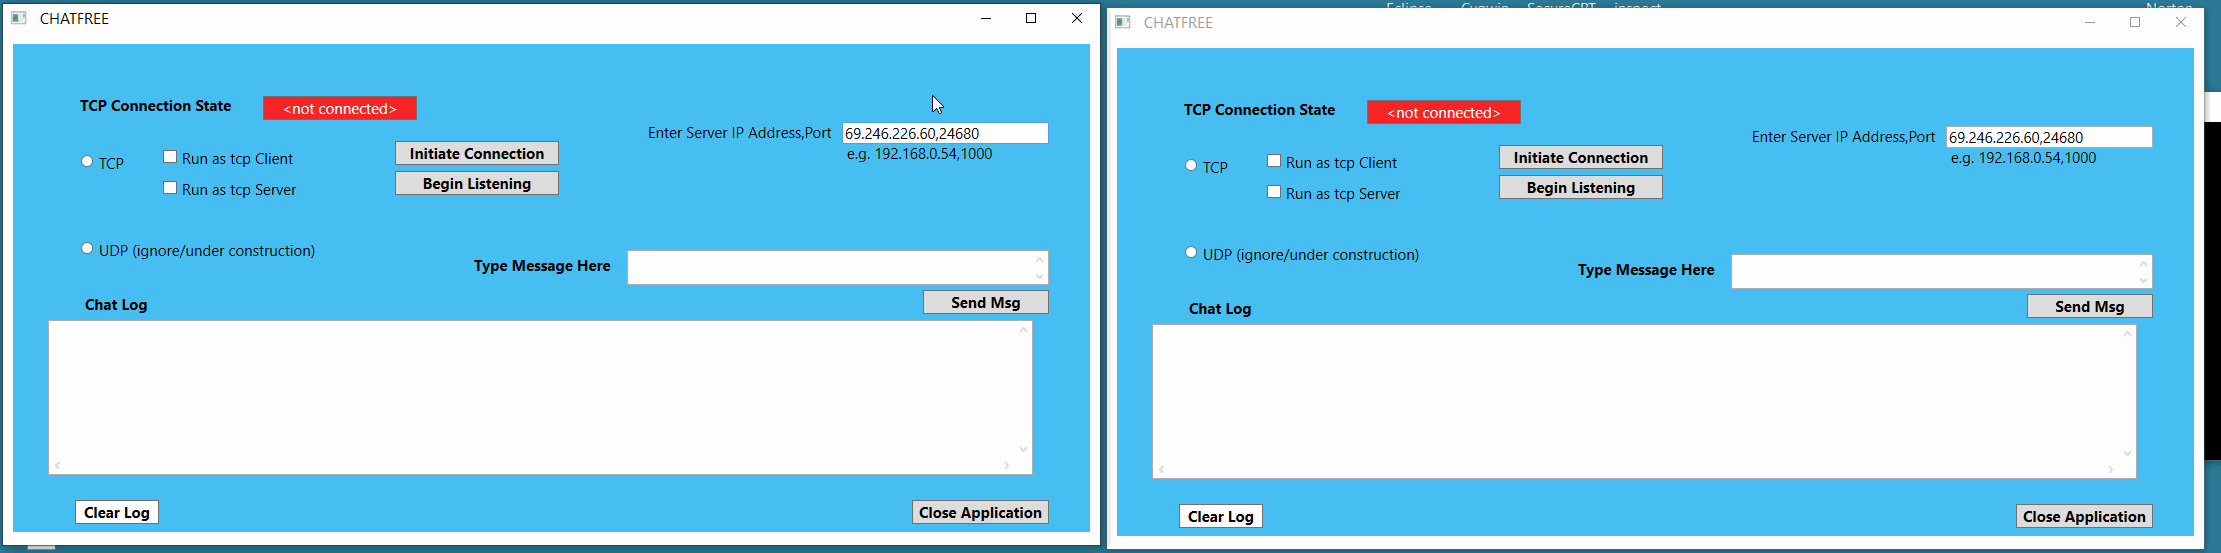 Eclipse Cygwin SecureCRT inspect Norton
CHATFREE
TCP Connection State <not connected>
Enter Server IP Address,Port 69.246.226.60,24680
e.g. 192.168.0.54,1000
TCP
Run as tcp Client
Initiate Connection
Run as tcp Server
Begin Listening
UDP (ignore/under construction)
Type Message Here
Send Msg
Chat Log
Clear Log
Close Application
CHATFREE
TCP Connection State <not connected>
Enter Server IP Address,Port 69.246.226.60,24680
e.g. 192.168.0.54,1000
TCP
Run as tcp Client
Initiate Connection
Run as tcp Server
Begin Listening
UDP (ignore/under construction)
Type Message Here
Send Msg
Chat Log
Clear Log
Close Application